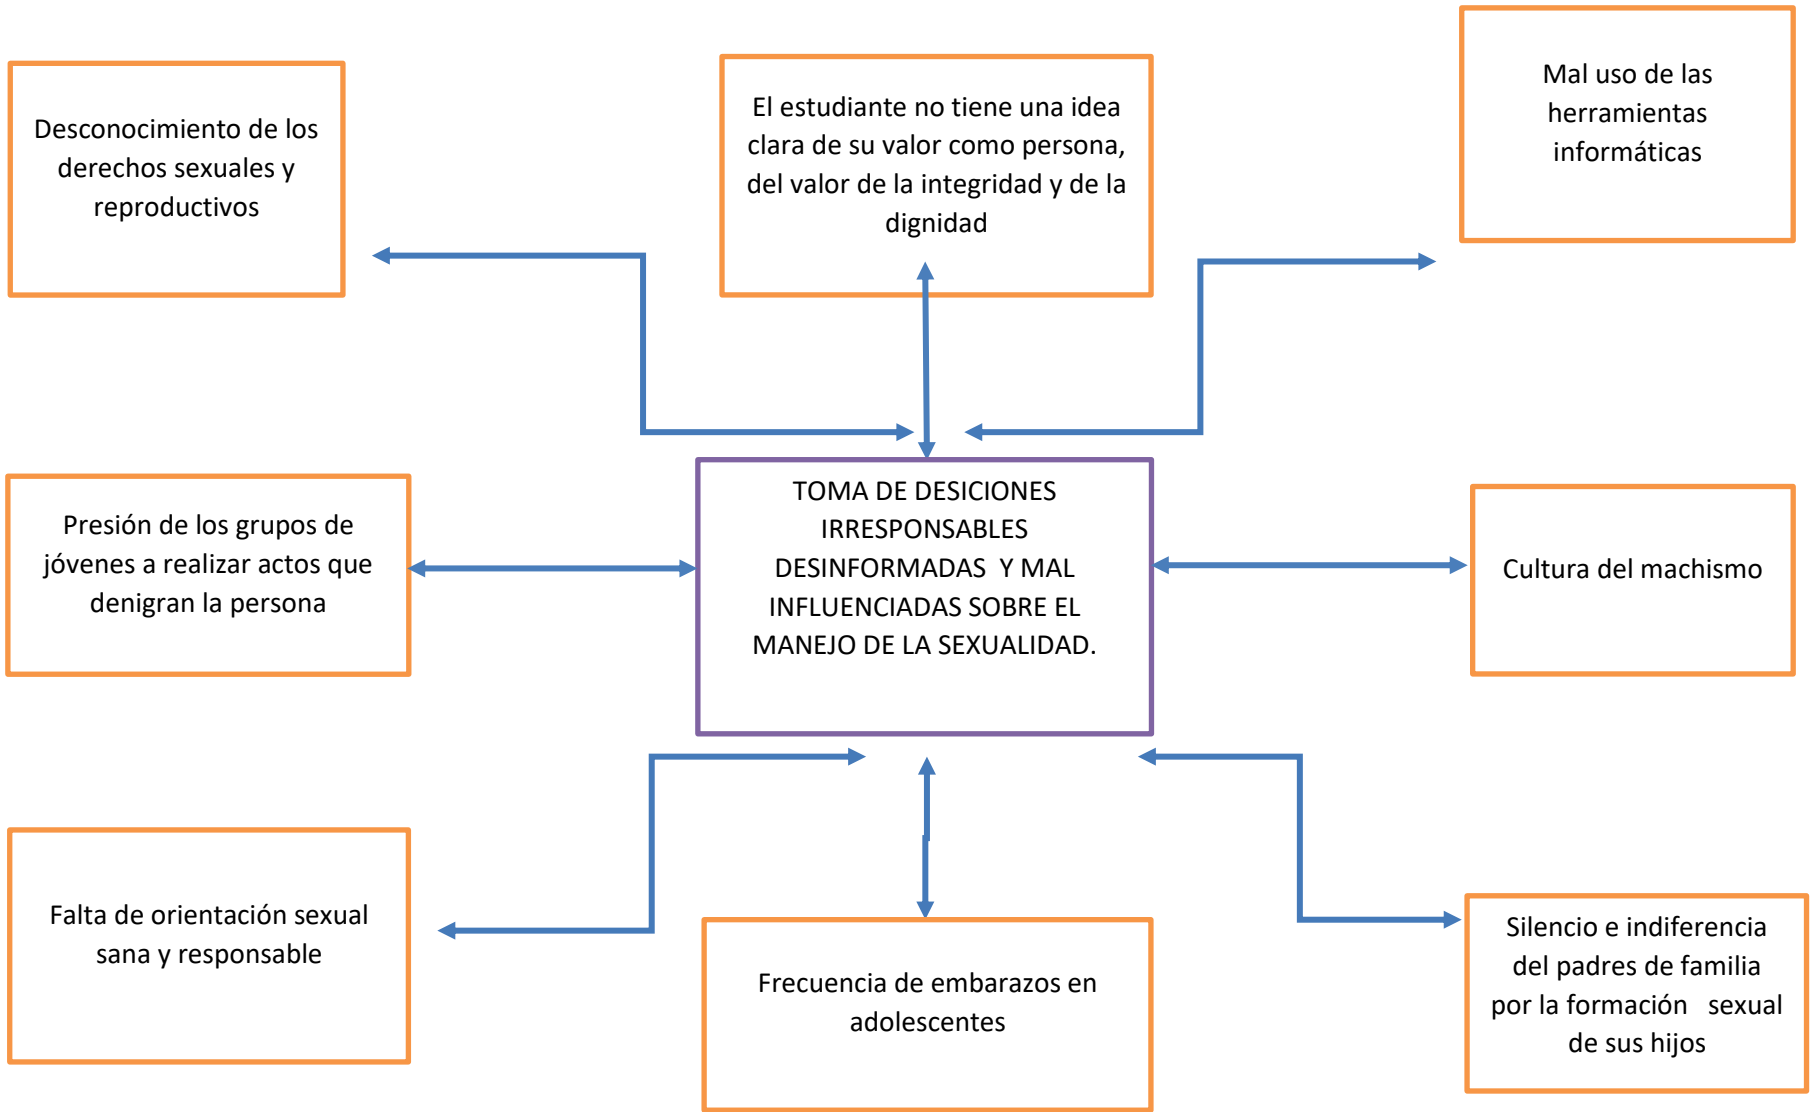 Desconocimiento de los
derechos sexuales y
reproductivos
El estudiante no tiene una idea
clara de su valor como persona,
del valor de la integridad y de la
dignidad
Mal uso de las
herramientas
informáticas
Presión de los grupos de
jóvenes a realizar actos que
denigran la persona
TOMA DE DESICIONES
IRRESPONSABLES
DESINFORMADAS Y MAL
INFLUENCIADAS SOBRE EL
MANEJO DE LA SEXUALIDAD.
Cultura del machismo
Falta de orientación sexual
sana y responsable
Frecuencia de embarazos en
adolescentes
Silencio e indiferencia
del padres de familia
por la formación sexual
de sus hijos